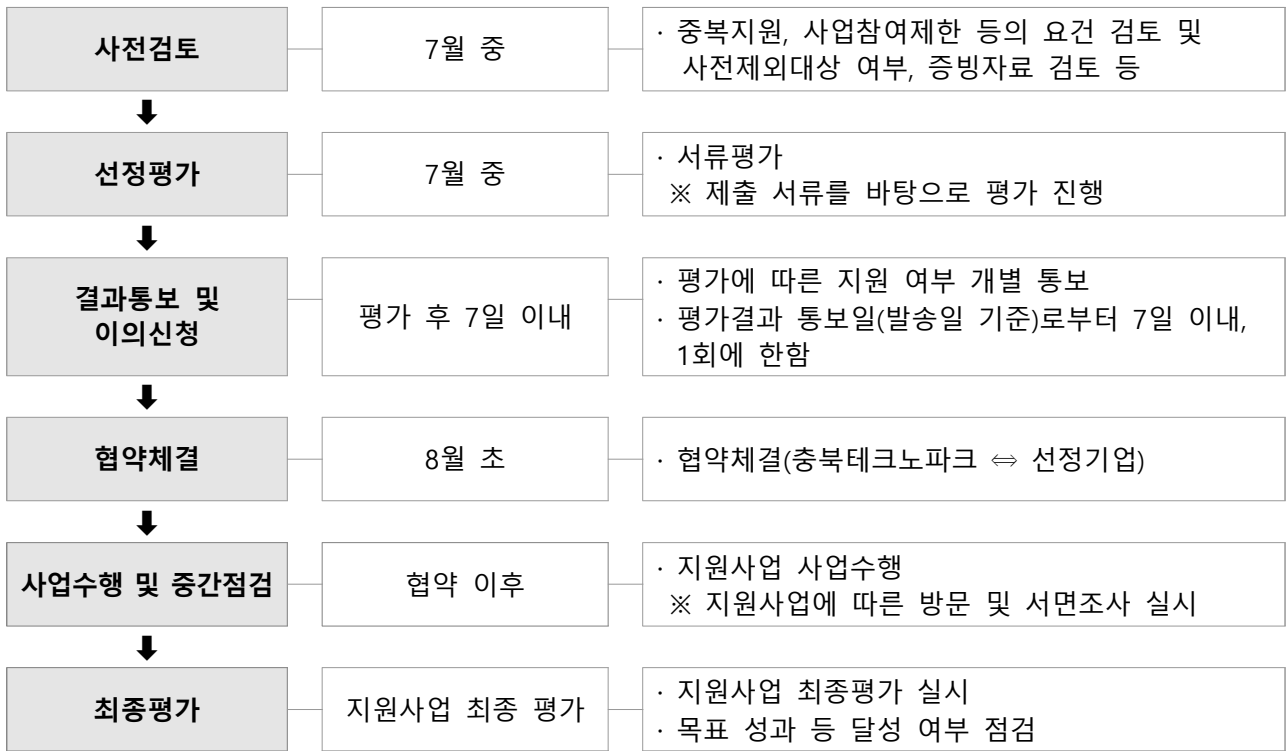 사전검토
7월 중
· 중복지원, 사업참여제한 등의 요건 검토 및
사전제외대상 여부, 증빙자료 검토 등
선정평가
7월 중
· 서류평가
※ 제출 서류를 바탕으로 평가 진행
결과통보 및
이의신청
평가 후 7일 이내
· 평가에 따른 지원 여부 개별 통보
· 평가결과 통보일(발송일 기준)로부터 7일 이내,
1회에 한함
협약체결
8월 초
· 협약체결(충북테크노파크 ⇔ 선정기업)
사업수행 및 중간점검
협약 이후
· 지원사업 사업수행
※ 지원사업에 따른 방문 및 서면조사 실시
최종평가
지원사업 최종 평가
· 지원사업 최종평가 실시
· 목표 성과 등 달성 여부 점검